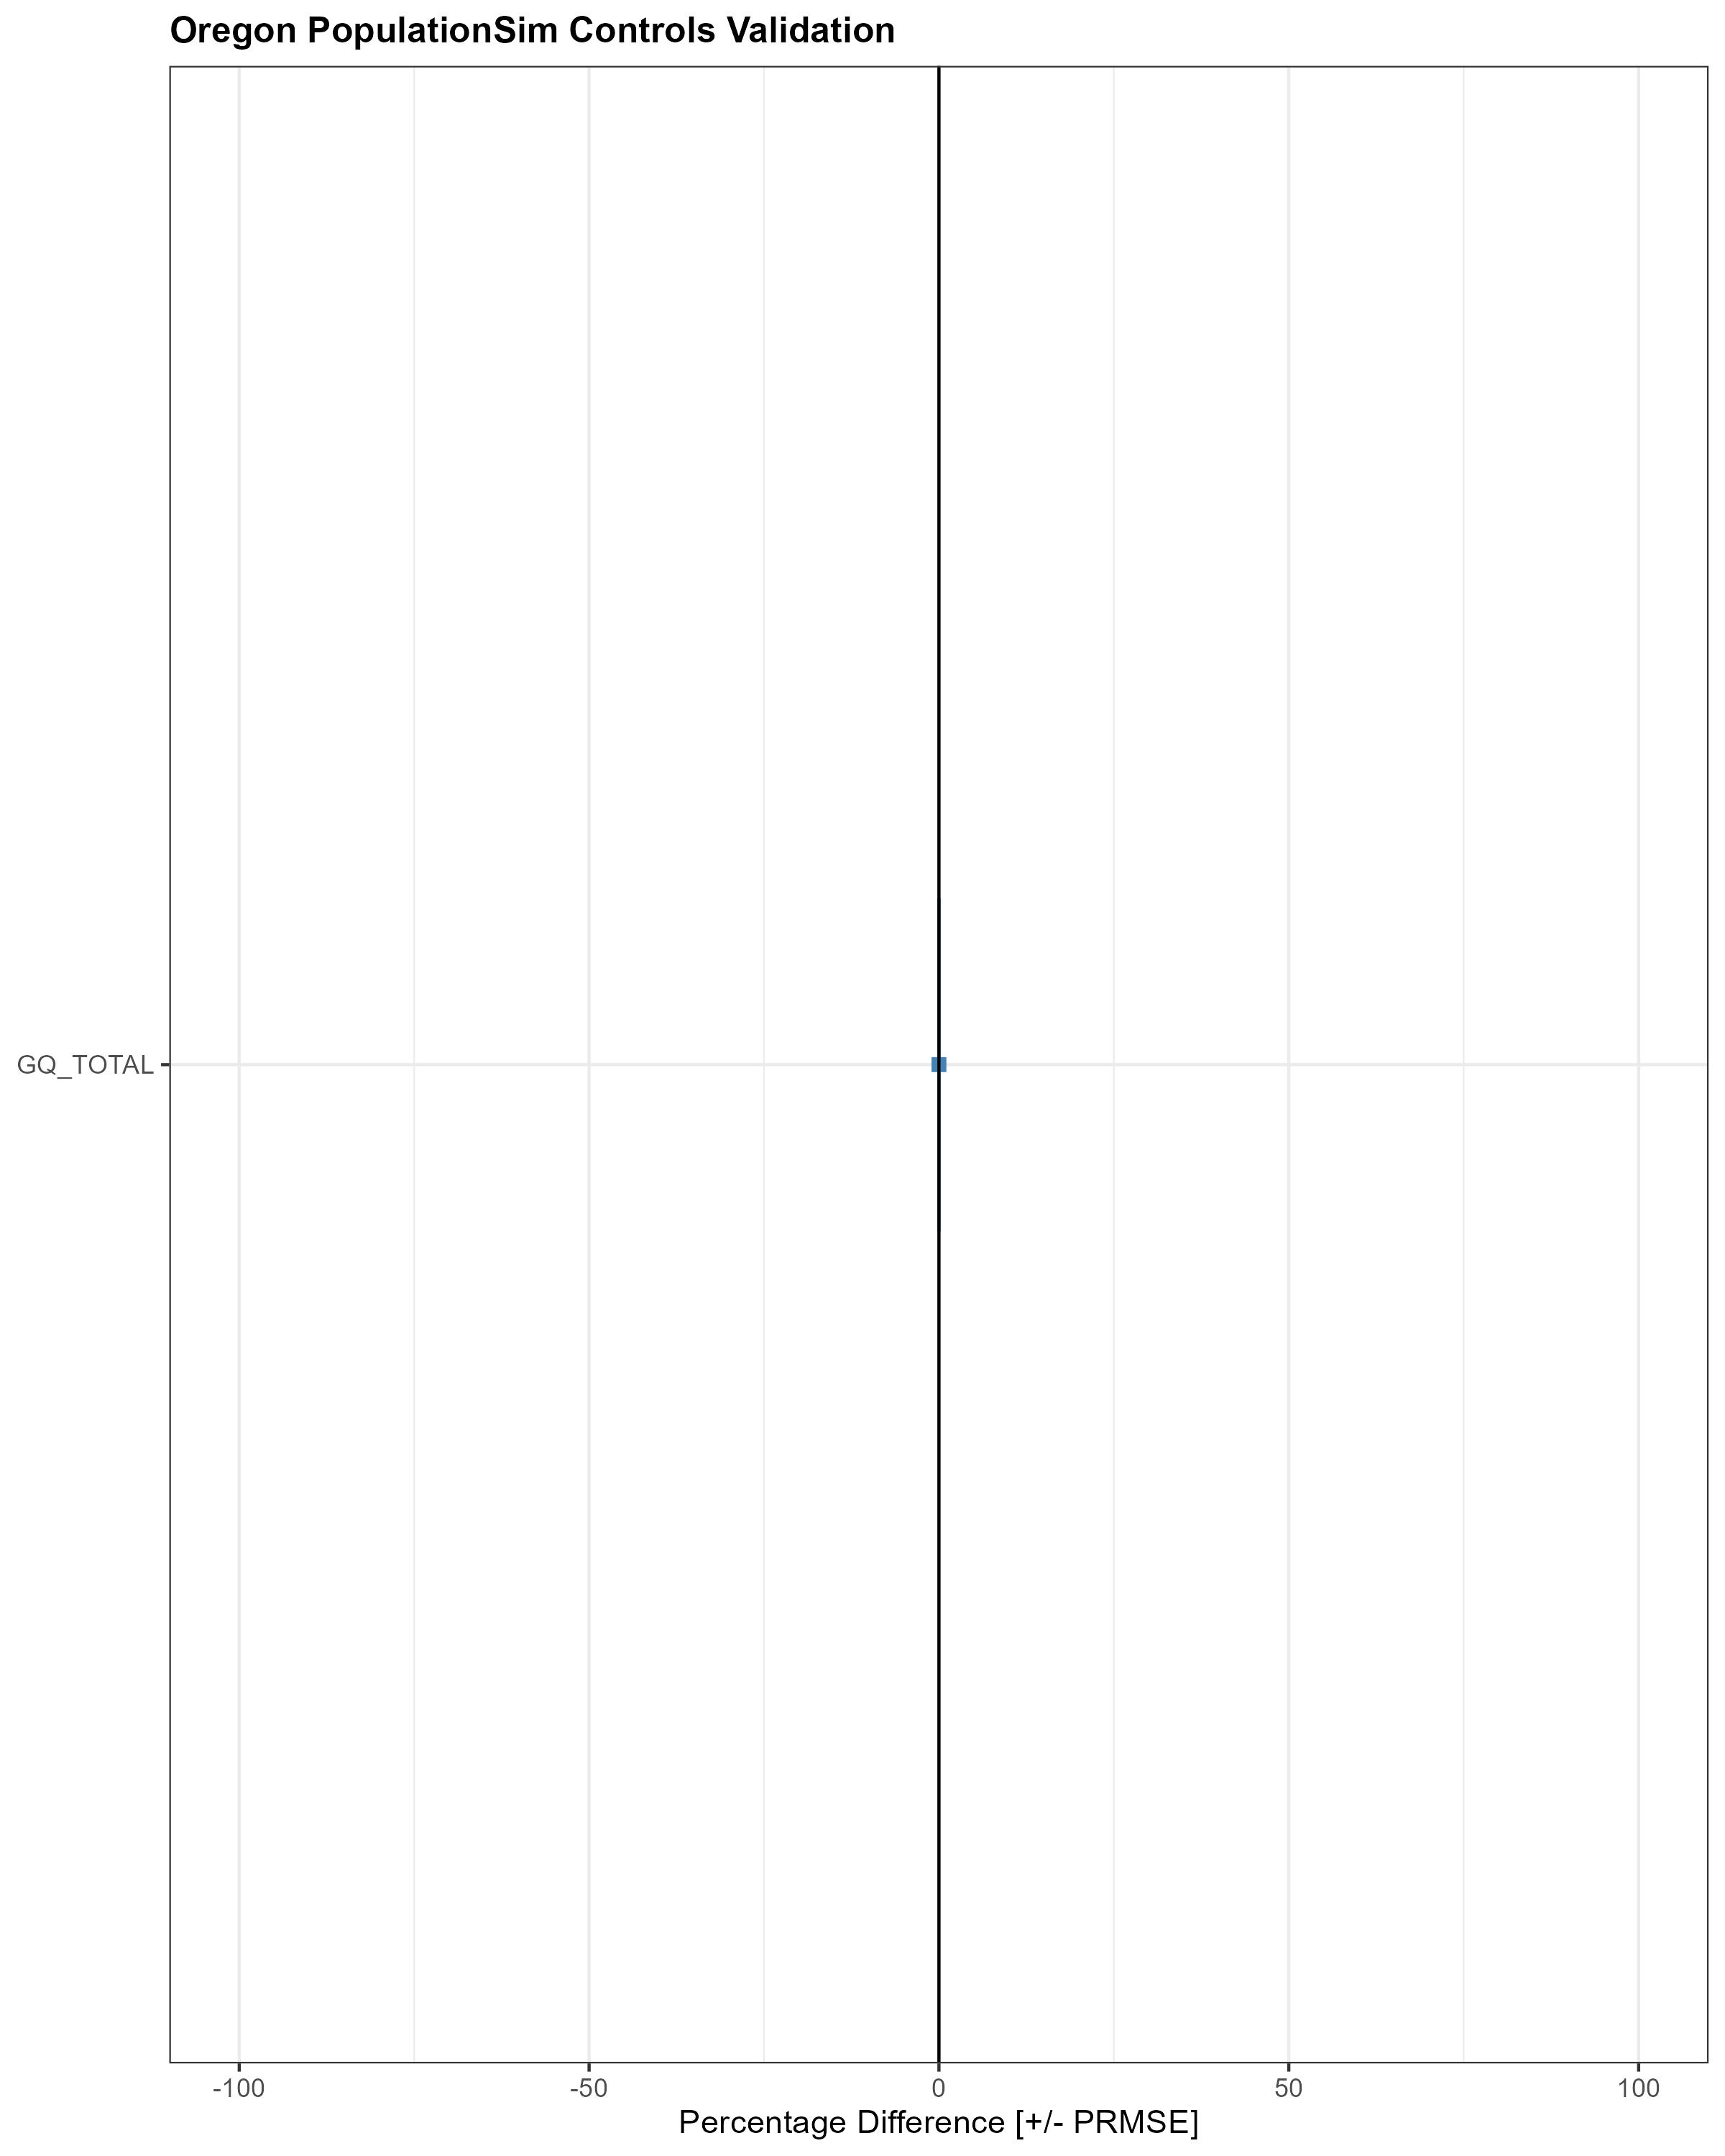 Oregon PopulationSim Controls Validation
GQ_TOTAL
-100 -50 0 50 100
Percentage Difference [+/- PRMSE]